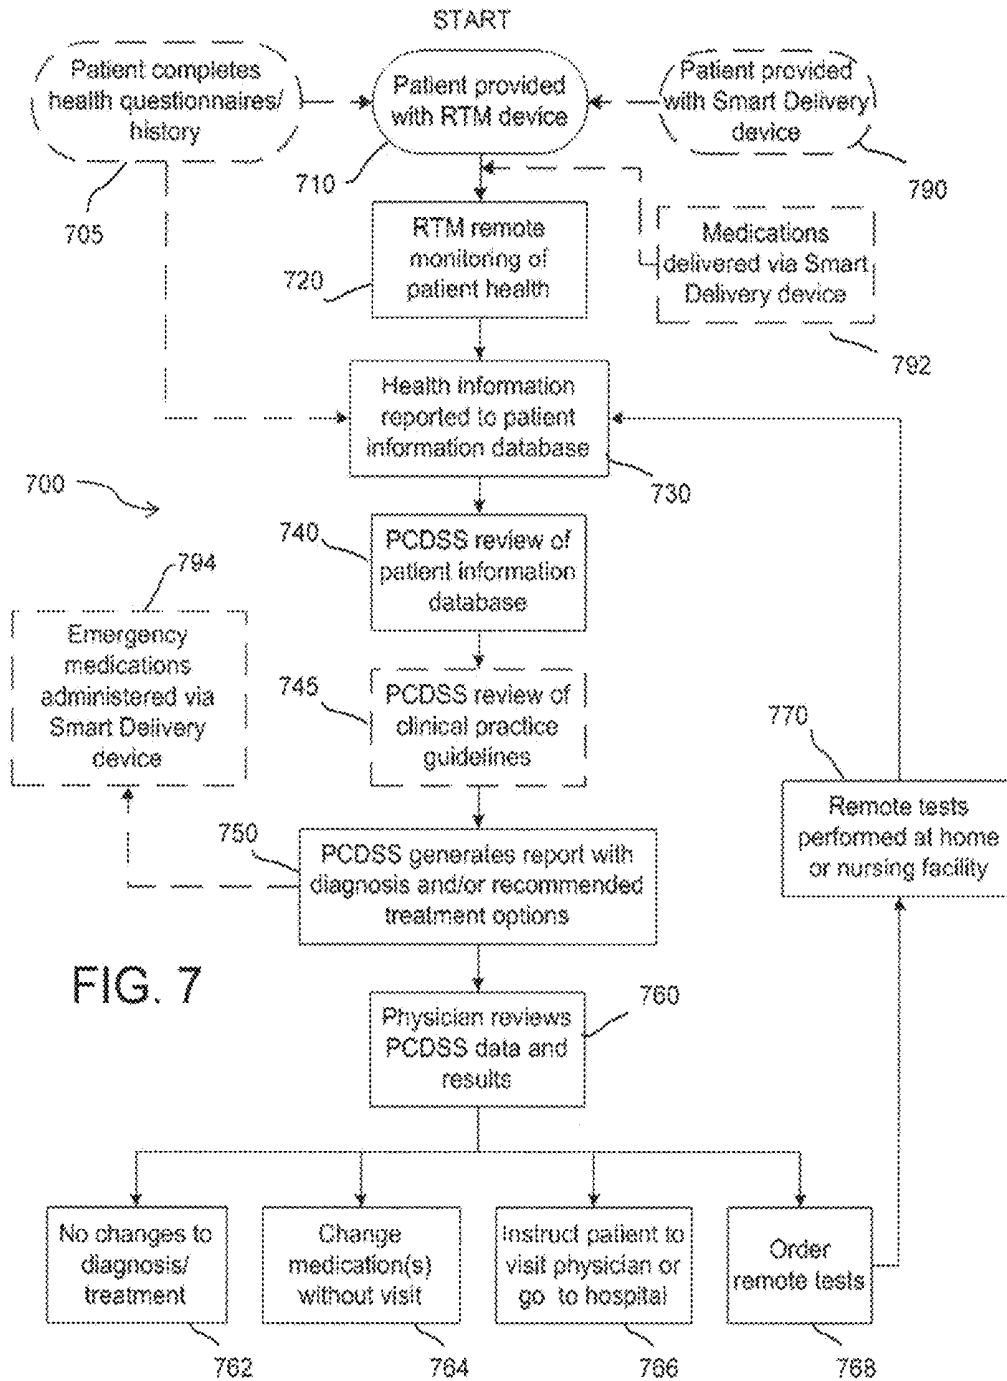 START
Patient completes
health questionnaires/
history
Patient provided
with RTM device
Patient provided
with Smart Delivery
device
705
710
790
RTM remote
monitoring of
patient health
720
Medications
delivered via Smart
Delivery device
792
Health information
reported to patient
information database
730
700
740
PCDSS review of
patient information
database
794
Emergency
medications
administered via
Smart Delivery
device
745
PCDSS review of
clinical practice
guidelines
770
Remote tests
performed at home
or nursing facility
750
PCDSS generates report with
diagnosis and/or recommended
treatment options
FIG. 7
760
Physician reviews
PCDSS data and
results
No changes to
diagnosis/
treatment
Change
medication(s)
without visit
Instruct patient to
visit physician or
go to hospital
Order
remote tests
762
764
766
768